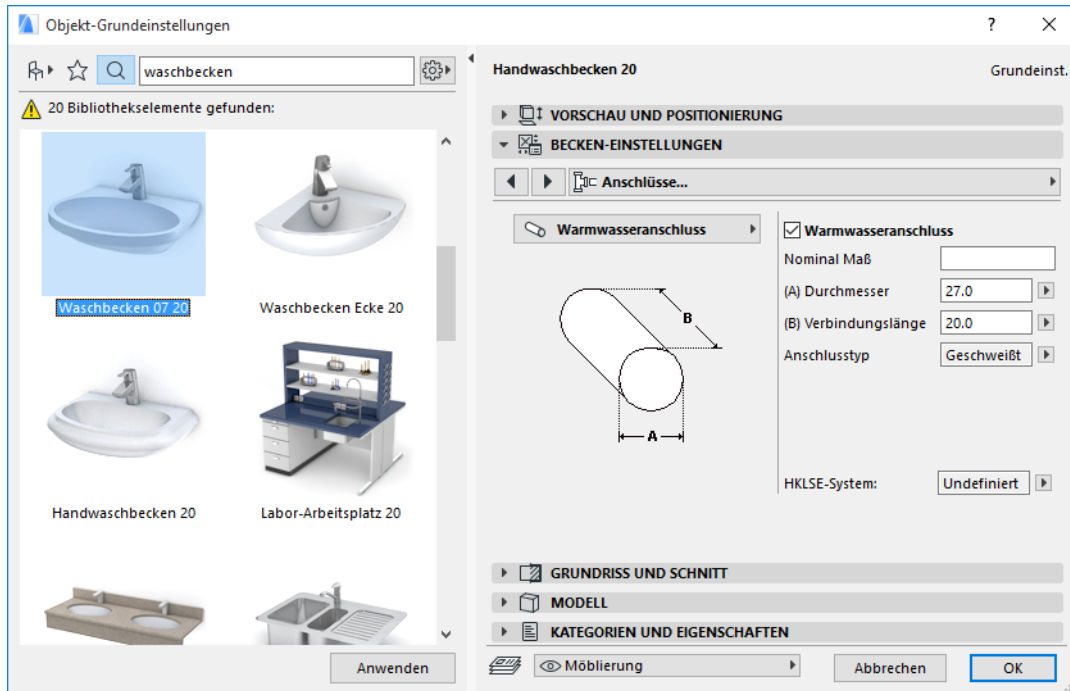 Objekt-Grundeinstellungen
?
waschbecken
20 Bibliothekselemente gefunden:
Waschbecken 07 20
Waschbecken Ecke 20
Handwaschbecken 20
Labor-Arbeitsplatz 20
Anwenden
Handwaschbecken 20
Grundeinst.
VORSCHAU UND POSITIONIERUNG
BECKEN-EINSTELLUNGEN
Anschlüsse...
Warmwasseranschluss
B
A
Warmwasseranschluss
Nominal Maß
(A) Durchmesser 27.0
(B) Verbindungslänge 20.0
Anschlusstyp Geschweißt
HKLSE-System: Undefiniert
GRUNDRISS UND SCHNITT
MODELL
KATEGORIEN UND EIGENSCHAFTEN
Möblierung
Abbrechen
OK